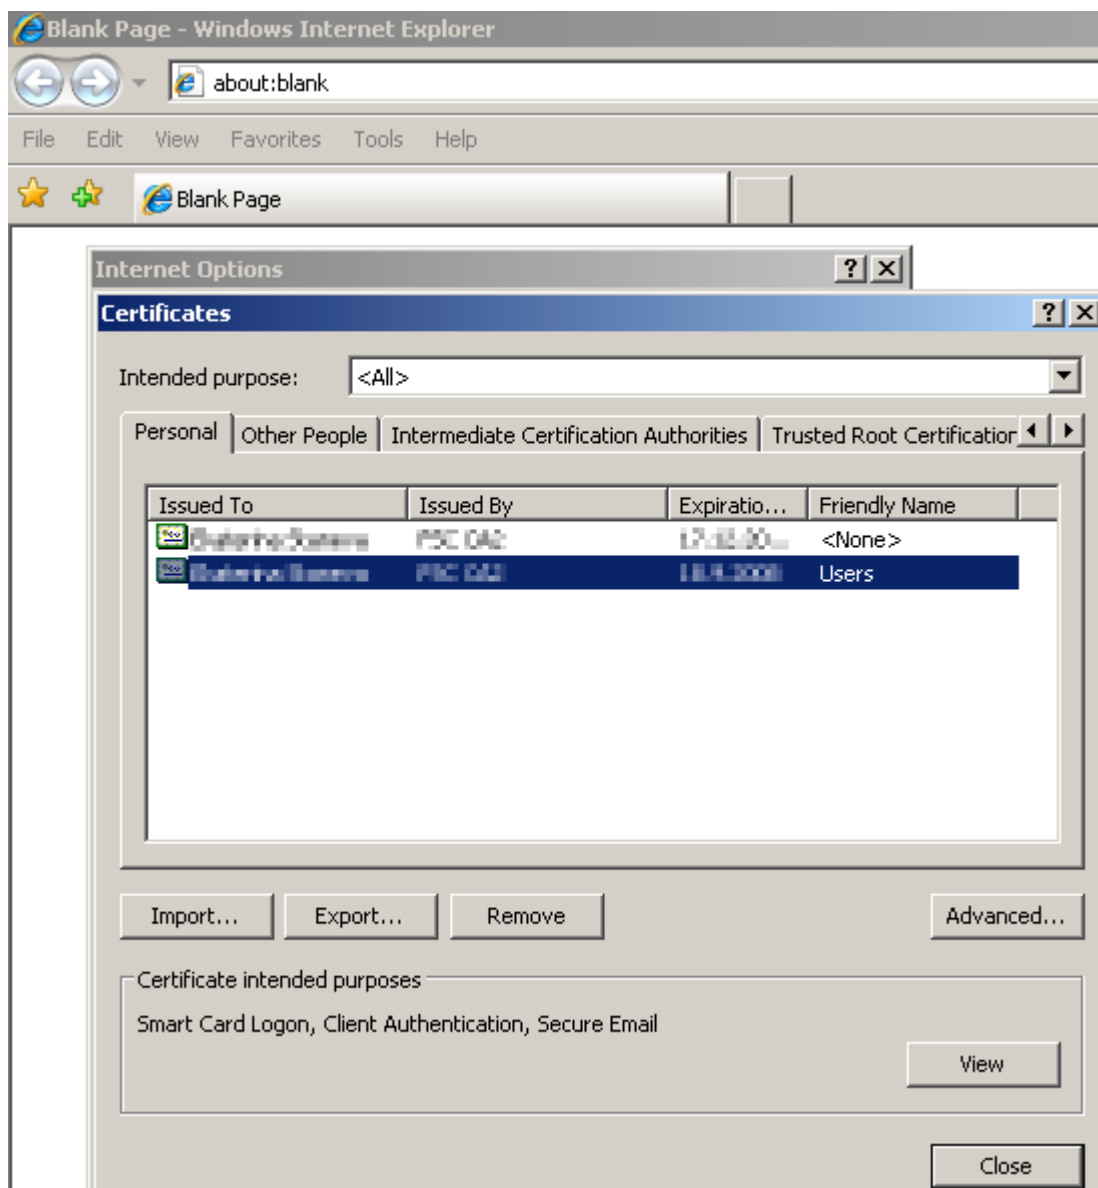 Blank Page - Windows Internet Explorer
about:blank
File Edit View Favorites Tools Help
Blank Page
Internet Options
Certificates
Intended purpose: <All>
Personal Other People Intermediate Certification Authorities Trusted Root Certification
Issued To Issued By Expiratio... Friendly Name
<None>
Users
Import... Export... Remove Advanced...
Certificate intended purposes
Smart Card Logon, Client Authentication, Secure Email
View
Close